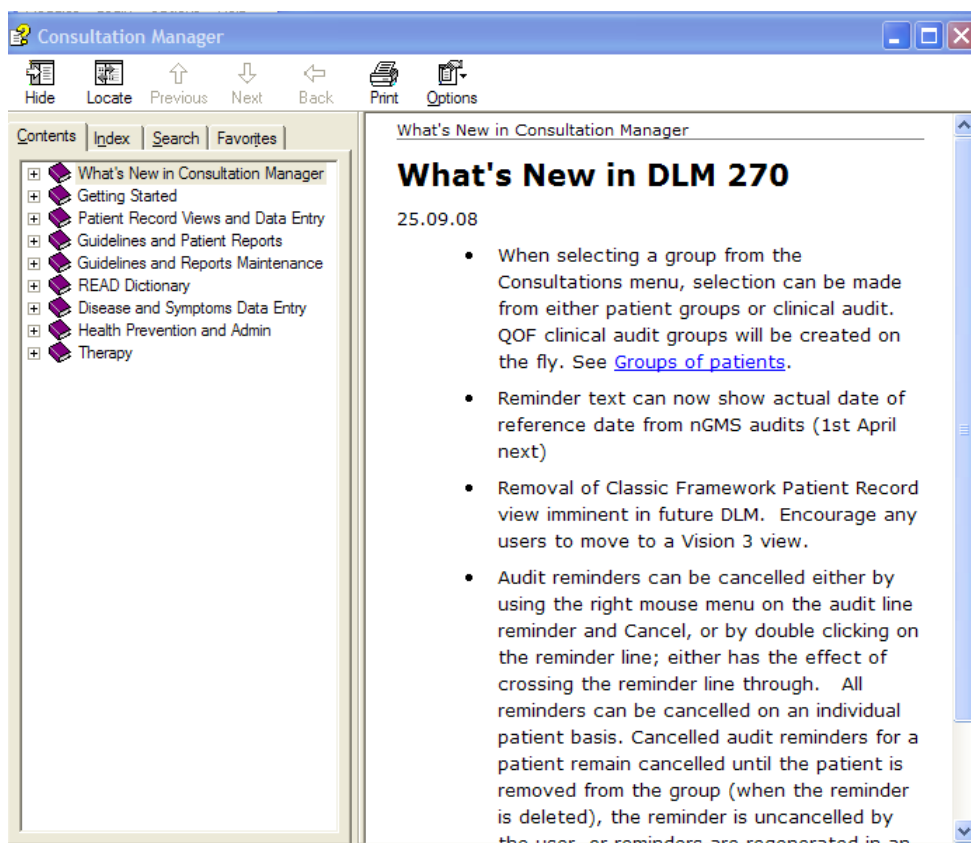 Consultation Manager
Hide Locate Previous Next Back Print Options
Contents Index Search Favorites
What's New in Consultation Manager
Getting Started
Patient Record Views and Data Entry
Guidelines and Patient Reports
Guidelines and Reports Maintenance
READ Dictionary
Disease and Symptoms Data Entry
Health Prevention and Admin
Therapy
What's New in Consultation Manager
What's New in DLM 270
25.09.08
• When selecting a group from the
Consultations menu, selection can be made
from either patient groups or clinical audit.
QOF clinical audit groups will be created on
the fly. See Groups of patients.
• Reminder text can now show actual date of
reference date from nGMS audits (1st April
next)
• Removal of Classic Framework Patient Record
view imminent in future DLM. Encourage any
users to move to a Vision 3 view.
• Audit reminders can be cancelled either by
using the right mouse menu on the audit line
reminder and Cancel, or by double clicking on
the reminder line; either has the effect of
crossing the reminder line through. All
reminders can be cancelled on an individual
patient basis. Cancelled audit reminders for a
patient remain cancelled until the patient is
removed from the group (when the reminder
is deleted), the reminder is uncancelled by
the user, or reminders are regenerated in an